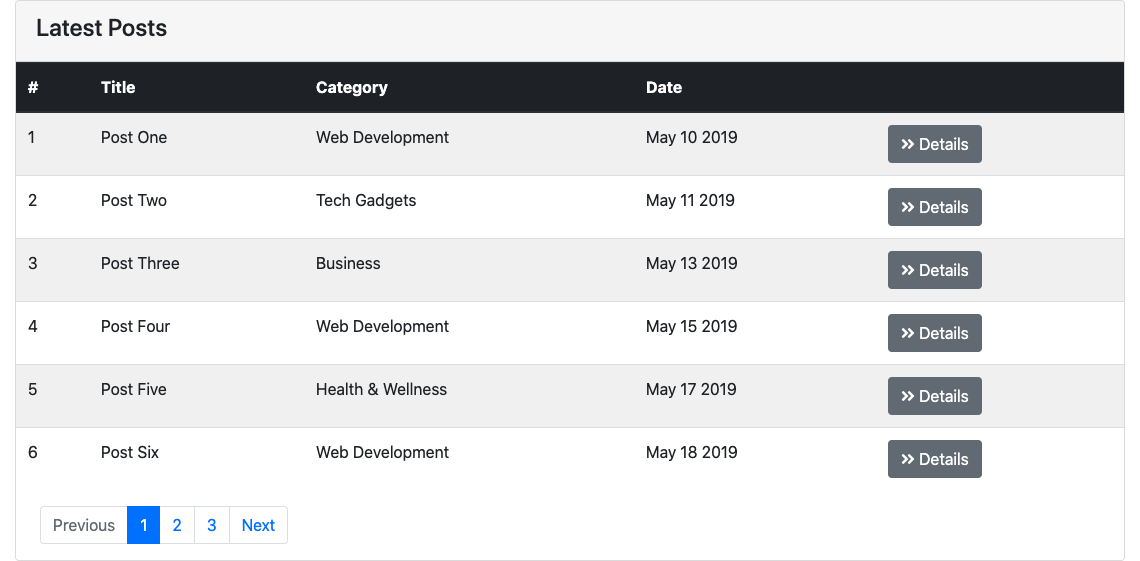 Latest Posts
# Title Category Date
1 Post One Web Development May 10 2019 Details
2 Post Two Tech Gadgets May 11 2019 Details
3 Post Three Business May 13 2019 Details
4 Post Four Web Development May 15 2019 Details
5 Post Five Health & Wellness May 17 2019 Details
6 Post Six Web Development May 18 2019 Details
Previous 1 2 3 Next